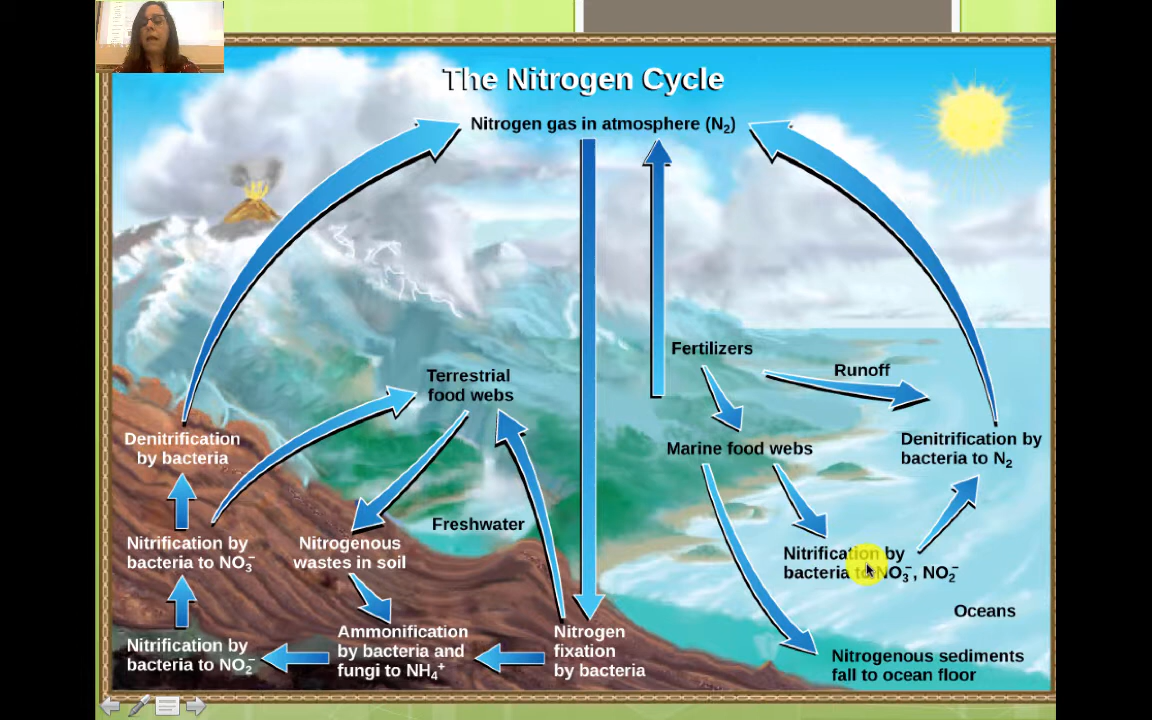 The Nitrogen Cycle
Nitrogen gas in atmosphere (N₂)
Fertilizers
Runoff
Terrestrial
food webs
Denitrification
by bacteria
Marine food webs
Denitrification by
bacteria to N₂
Freshwater
Nitrification by
bacteria to NO₃⁻
Nitrogenous
wastes in soil
Nitrification by
bacteria to NO₃⁻, NO₂⁻
Oceans
Nitrification by
bacteria to NO₂⁻
Ammonification
by bacteria and
fungi to NH₄⁺
Nitrogen
fixation
by bacteria
Nitrogenous sediments
fall to ocean floor